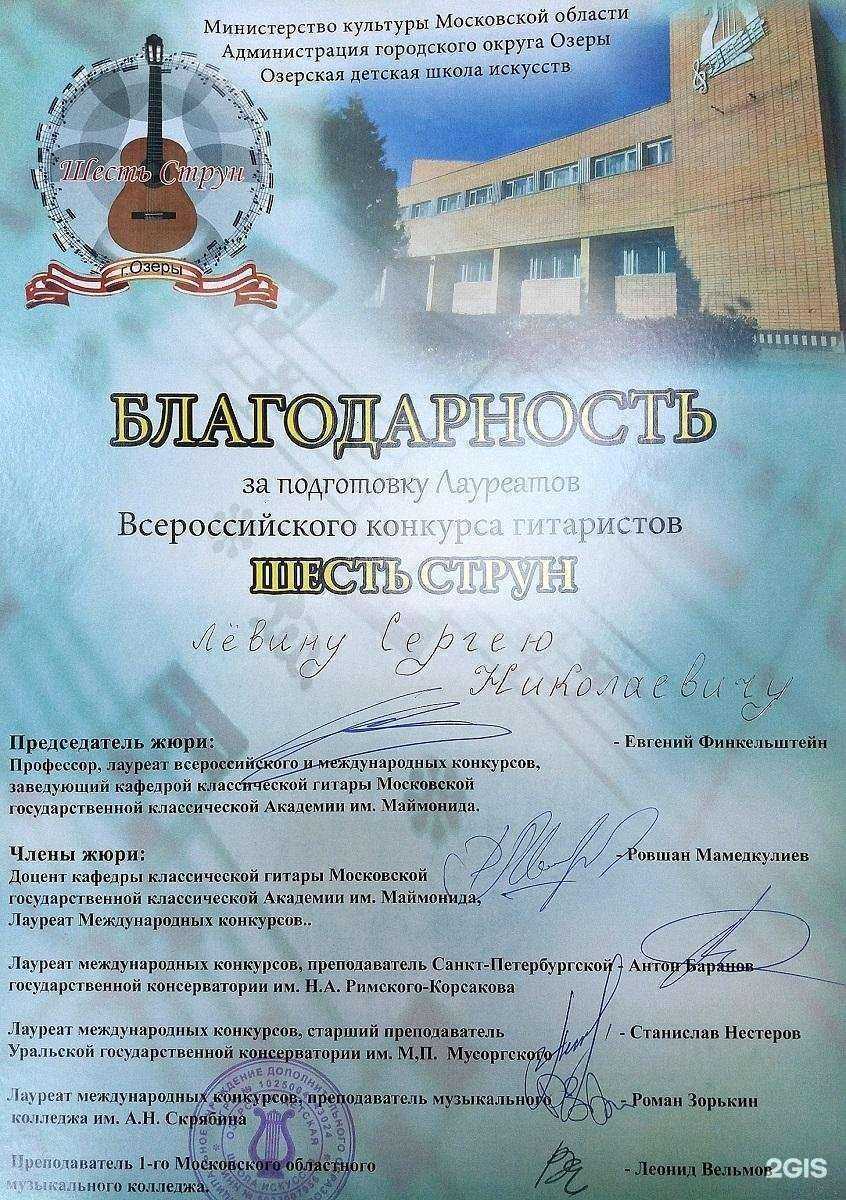 Министерство культуры Московской области
Администрация городского округа Озеры
Озерская детская школа искусств
Шесть Струн
г.Озеры
БЛАГОДАРНОСТЬ
за подготовку Лауреатов
Всероссийского конкурса гитаристов
ШЕСТЬ СТРУН
Лёвину Сергею
Николаевичу
Председатель жюри: - Евгений Финкельштейн
Профессор, лауреат всероссийского и международных конкурсов,
заведующий кафедрой классической гитары Московской
государственной классической Академии им. Маймонида.
Члены жюри: - Ровшан Мамедкулиев
Доцент кафедры классической гитары Московской
государственной классической Академии им. Маймонида,
Лауреат Международных конкурсов..
Лауреат международных конкурсов, преподаватель Санкт-Петербургской - Антон Баранов
государственной консерватории им. Н.А. Римского-Корсакова
Лауреат международных конкурсов, старший преподаватель - Станислав Нестеров
Уральской государственной консерватории им. М,П. Мусоргского
Лауреат международных конкурсов, преподаватель музыкального - Роман Зорькин
колледжа им. А.Н. Скрябина
Преподаватель 1-го Московского областного - Леонид Вельмов
музыкального колледжа.
2GIS